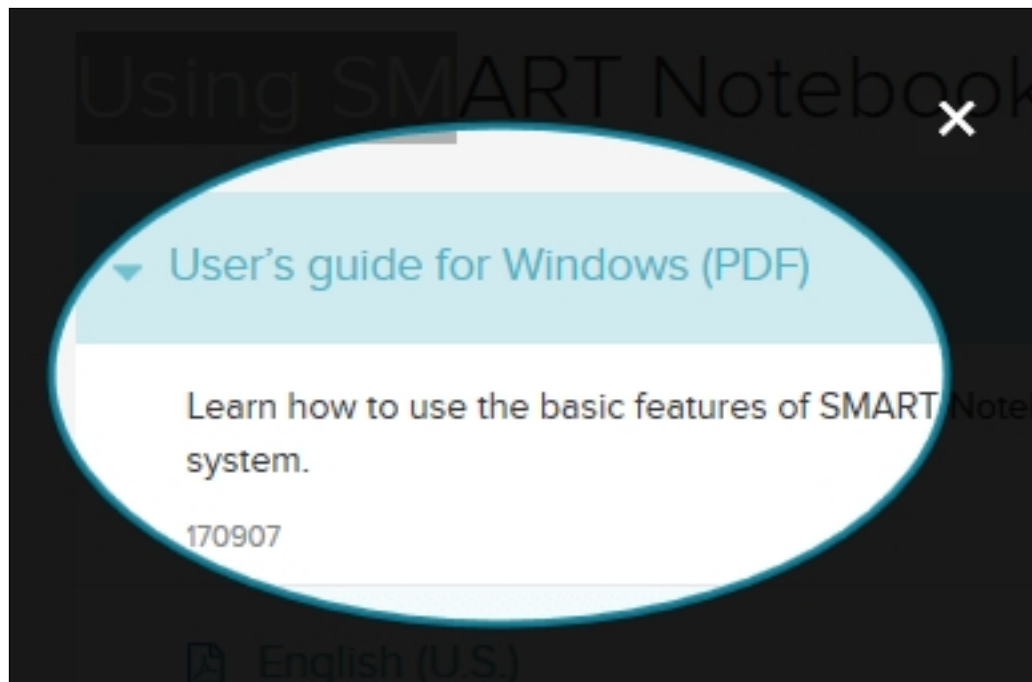 Using SMART Notebook
User's guide for Windows (PDF)
Learn how to use the basic features of SMART Note
system.
170907
English (U.S.)